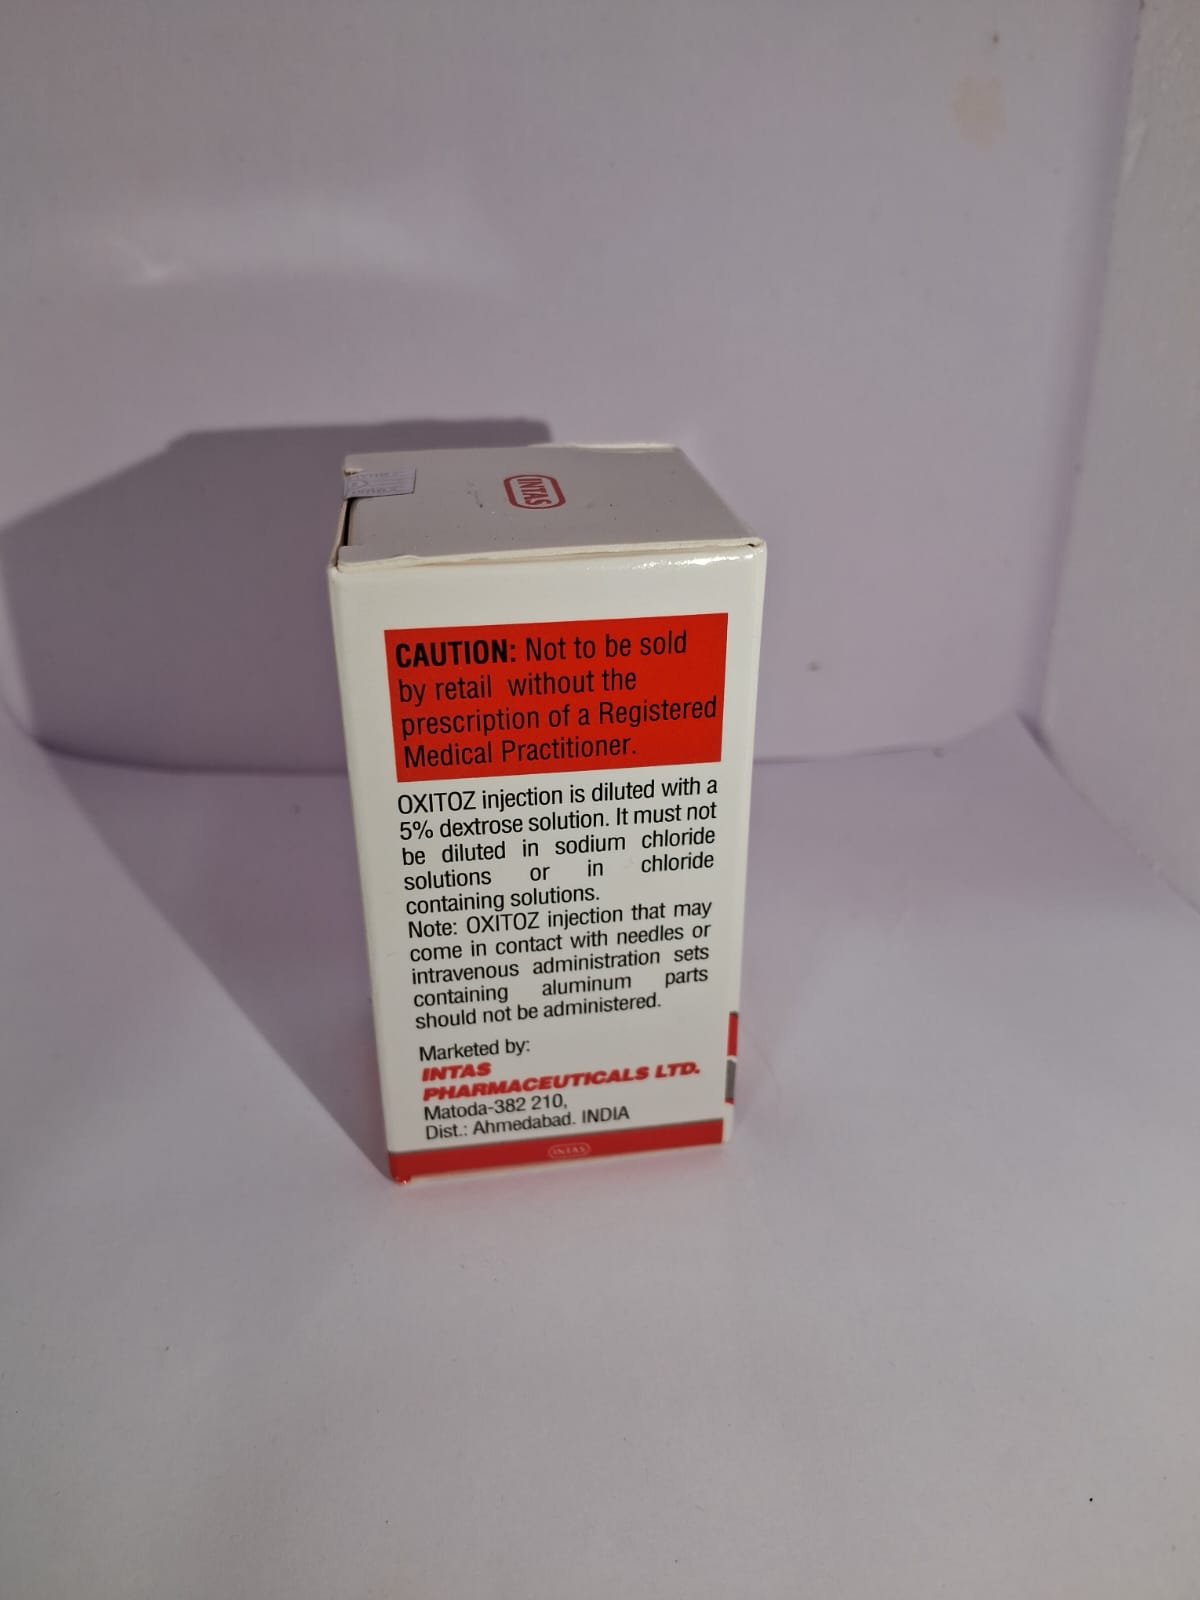 INTAS
CAUTION: Not to be sold
by retail without the
prescription of a Registered
Medical Practitioner.
OXITOZ injection is diluted with a
5% dextrose solution. It must not
be diluted in sodium chloride
solutions or in chloride
containing solutions.
Note: OXITOZ injection that may
come in contact with needles or
intravenous administration sets
containing aluminum parts
should not be administered.
Marketed by:
INTAS
PHARMACEUTICALS LTD.
Matoda-382 210,
Dist.: Ahmedabad. INDIA
INTAS